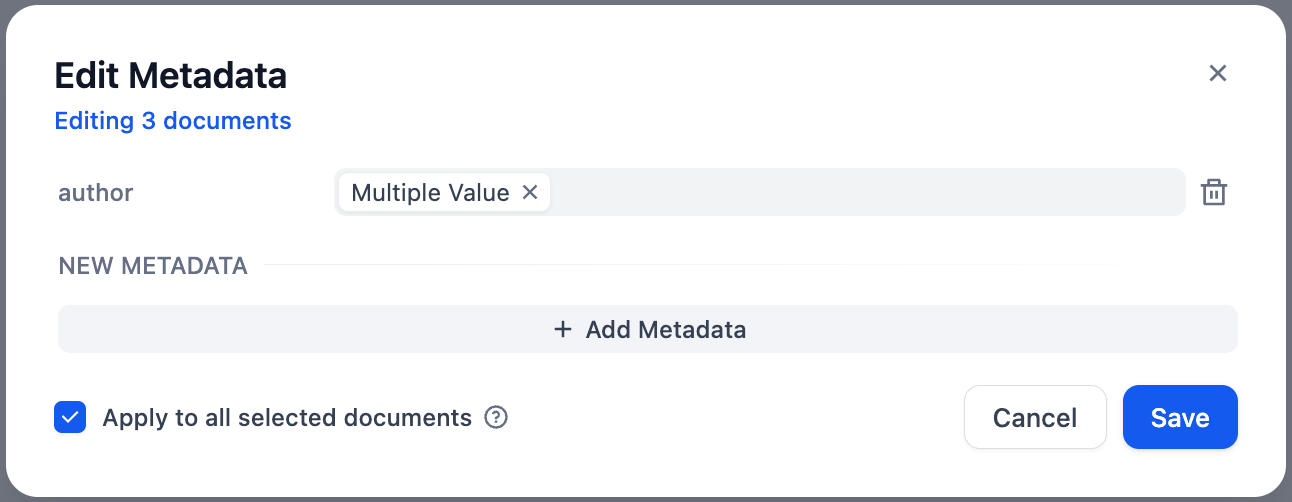 Edit Metadata
Editing 3 documents
author
Multiple Value
NEW METADATA
+ Add Metadata
Apply to all selected documents ?
Cancel
Save